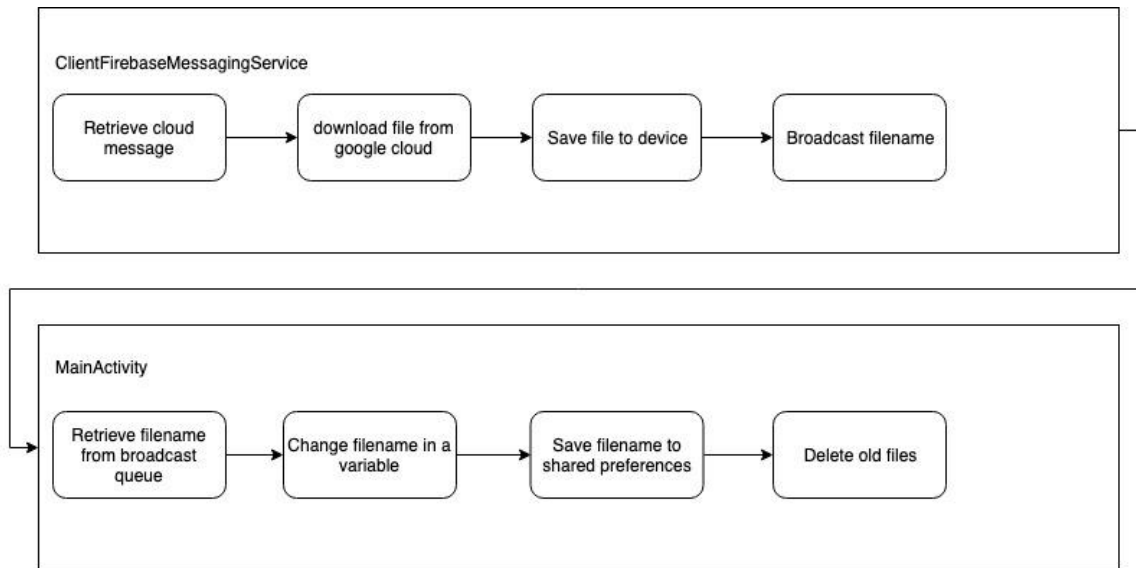 ClientFirebaseMessagingService
Retrieve cloud
message
download file from
google cloud
Save file to device
Broadcast filename
MainActivity
Retrieve filename
from broadcast
queue
Change filename in a
variable
Save filename to
shared preferences
Delete old files